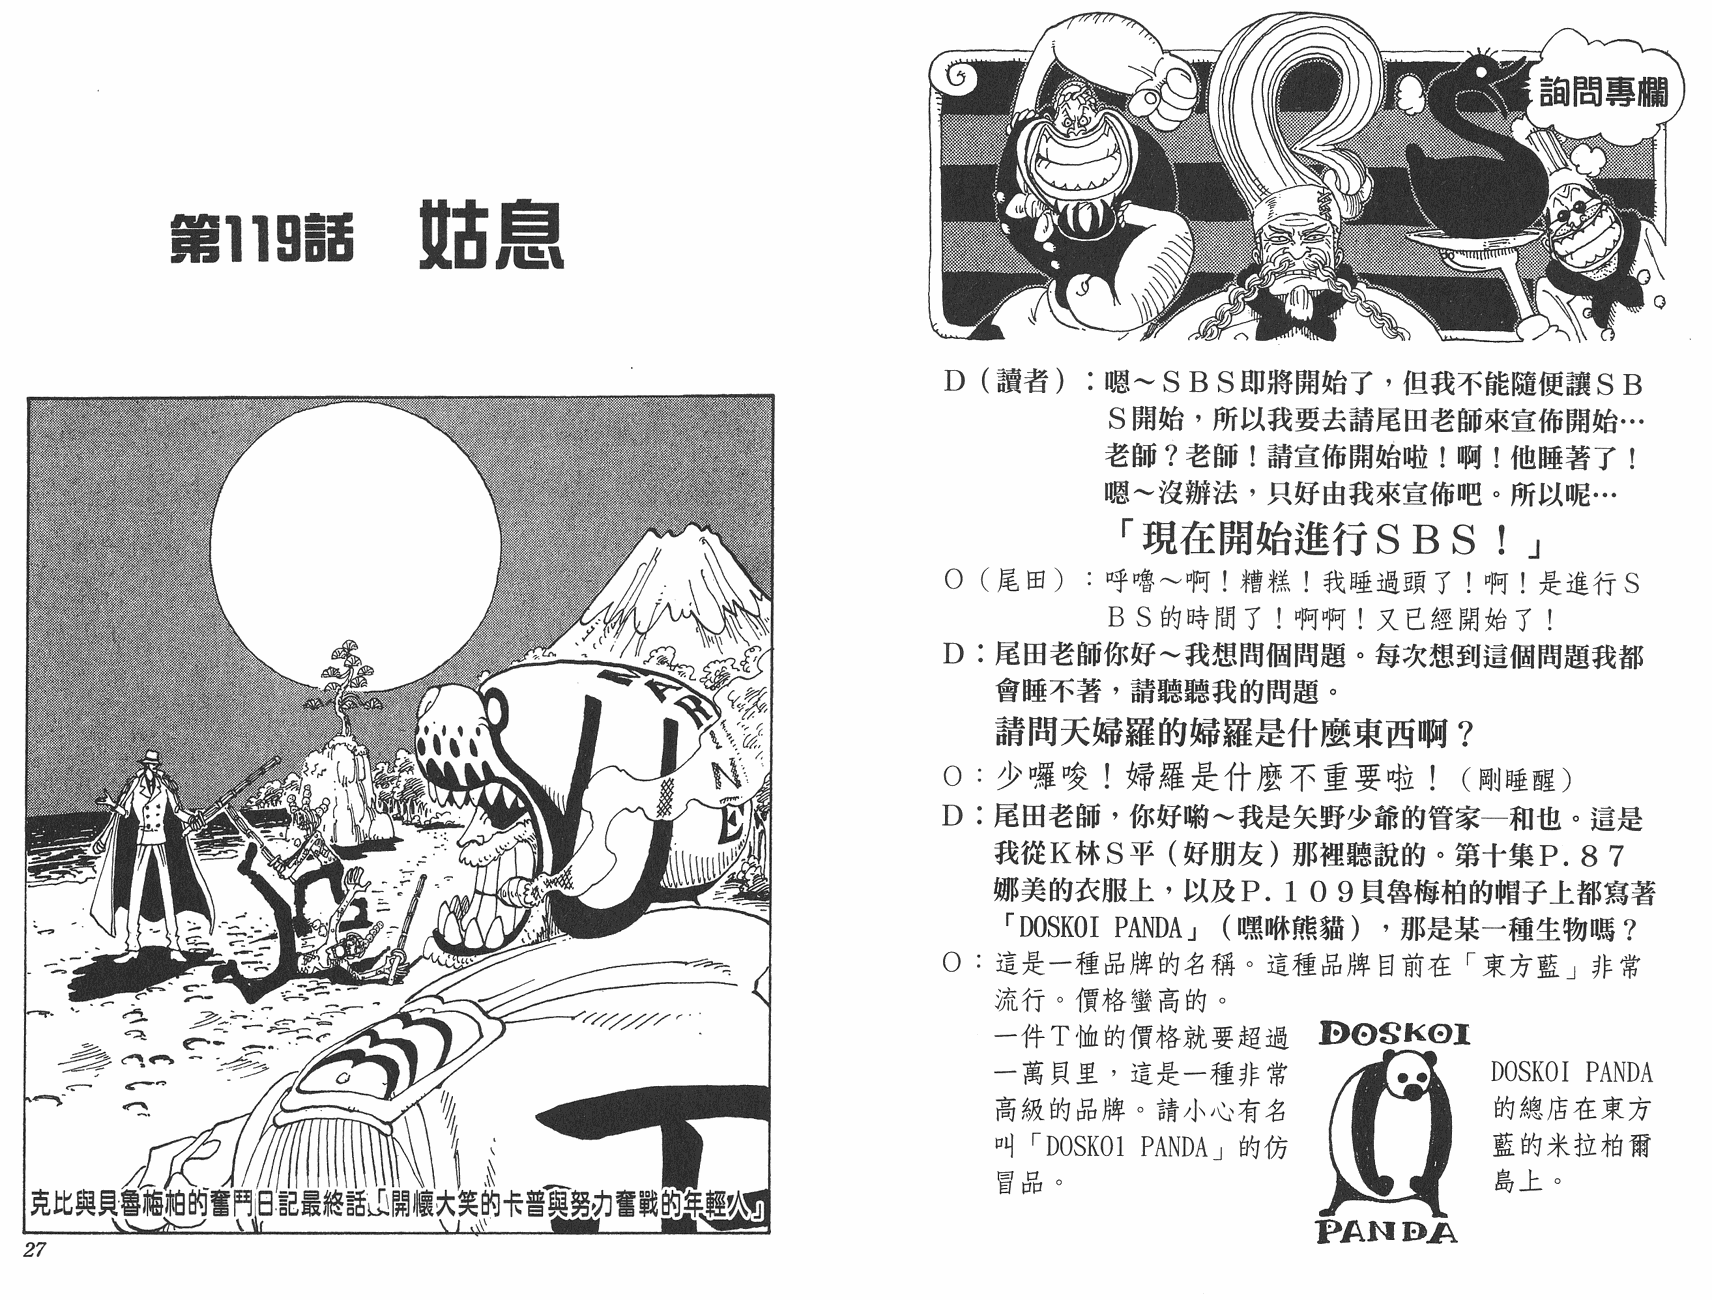 詢問專欄
D（讀者）：嗯～SBS即將開始了，但我不能隨便讓SB
S開始，所以我要去請尾田老師來宣佈開始…
老師？老師！請宣佈開始啦！啊！他睡著了！
嗯～沒辦法，只好由我來宣佈吧。所以呢…
「現在開始進行SBS！」
O（尾田）：呼嚕～啊！糟糕！我睡過頭了！啊！是進行S
BS的時間了！啊啊！又已經開始了！
D：尾田老師你好～我想問個問題。每次想到這個問題我都
會睡不著，請聽聽我的問題。
請問天婦羅的婦羅是什麼東西啊？
O：少囉唆！婦羅是什麼不重要啦！（剛睡醒）
D：尾田老師，你好喲～我是矢野少爺的管家—和也。這是
我從K林S平（好朋友）那裡聽說的。第十集P.87
娜美的衣服上，以及P.109貝魯梅柏的帽子上都寫著
「DOSKOI PANDA」（嘿咻熊貓），那是某一種生物嗎？
O：這是一種品牌的名稱。這種品牌目前在「東方藍」非常
流行。價格蠻高的。
一件T恤的價格就要超過
一萬貝里，這是一種非常
高級的品牌。請小心有名
叫「DOSKO1 PANDA」的仿
冒品。
DOSKOI
PANDA
DOSKOI PANDA
的總店在東方
藍的米拉柏爾
島上。
第119話 姑息
MARINE
克比與貝魯梅柏的奮鬥日記最終話「開懷大笑的卡普與努力奮戰的年輕人」
27